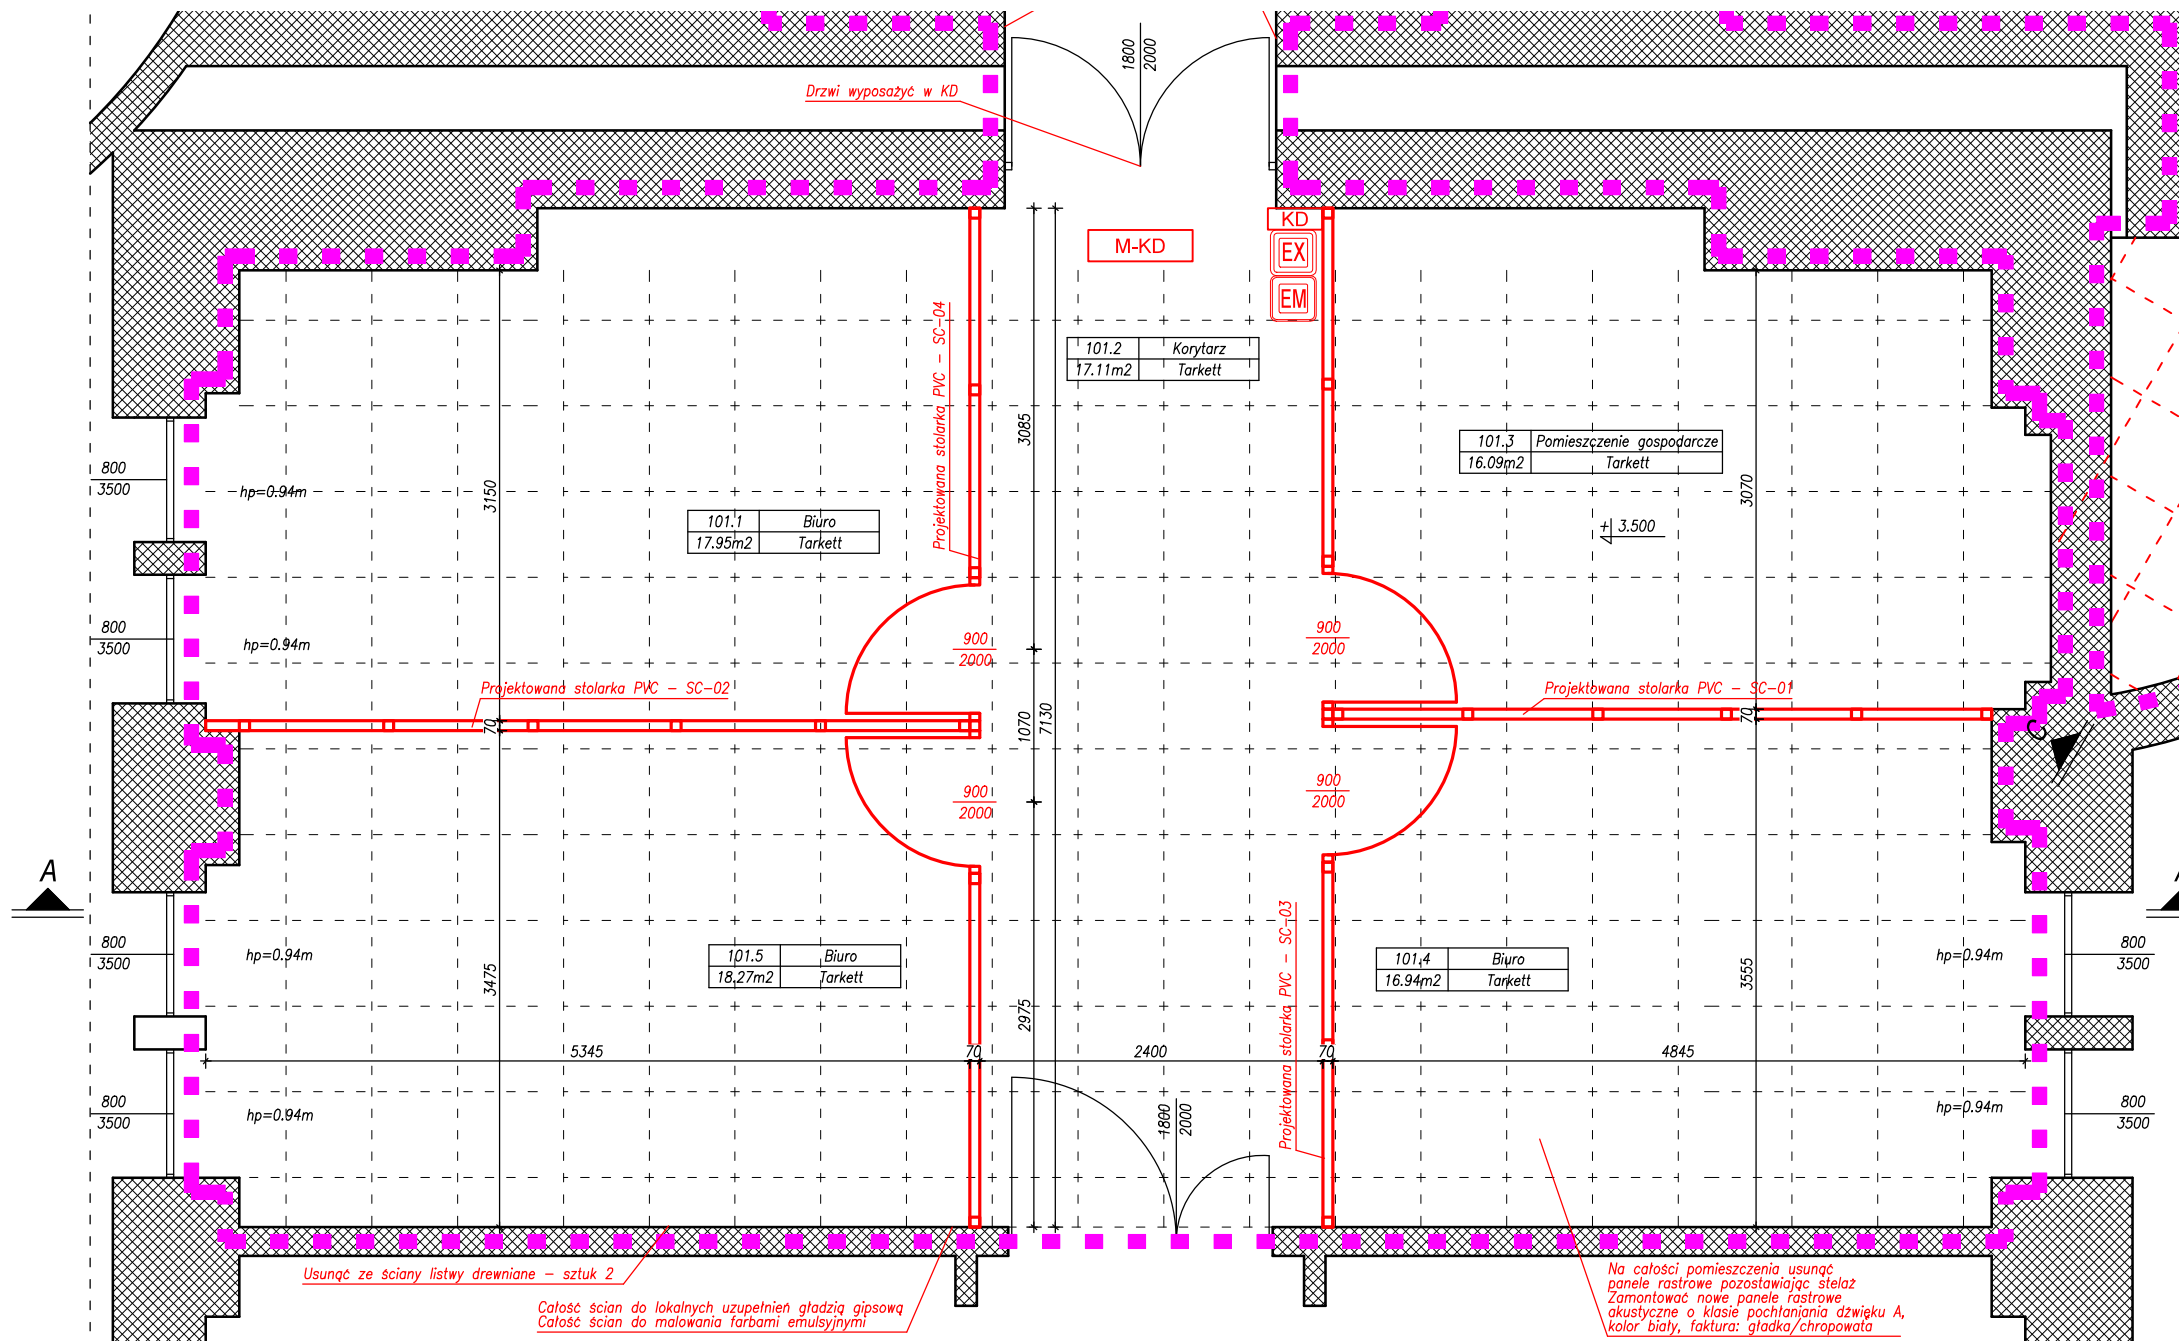 1800
2000
Drzwi wyposażyć w KD
KD
M-KD
EX
EM
Projektowana stolarka PVC – SC-04
101.2 Korytarz
17.11m2 Tarkett
3085
101.3 Pomieszczenie gospodarcze
16.09m2 Tarkett
800
3500
hp=0.94m
3150
3070
101.1 Biuro
17.95m2 Tarkett
+ 3.500
800
3500
hp=0.94m
900
2000
900
2000
Projektowana stolarka PVC – SC-02
Projektowana stolarka PVC – SC-01
70
1070
7130
70
C
900
2000
900
2000
A
A
800
3500
hp=0.94m
101.5 Biuro
18.27m2 Tarkett
3475
2975
Projektowana stolarka PVC – SC-03
101.4 Biuro
16.94m2 Tarkett
3555
hp=0.94m
800
3500
5345
70
2400
70
4845
800
3500
hp=0.94m
1800
2000
hp=0.94m
800
3500
Usunąć ze ściany listwy drewniane – sztuk 2
Całość ścian do lokalnych uzupełnień gładzią gipsową
Całość ścian do malowania farbami emulsyjnymi
Na całości pomieszczenia usunąć
panele rastrowe pozostawiając stelaż
Zamontować nowe panele rastrowe
akustyczne o klasie pochłaniania dźwięku A,
kolor biały, faktura: gładka/chropowata